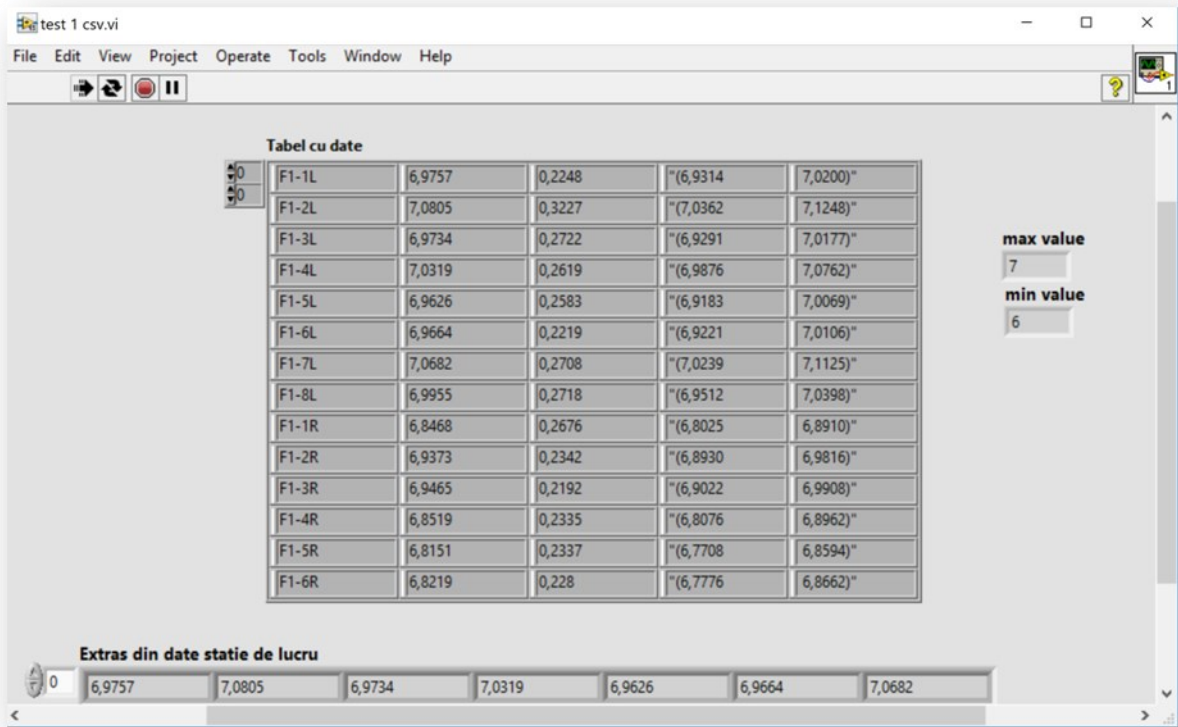 test 1 csv.vi
File Edit View Project Operate Tools Window Help
1
Tabel cu date
0
0
F1-1L 6,9757 0,2248 "(6,9314 7,0200)"
F1-2L 7,0805 0,3227 "(7,0362 7,1248)"
F1-3L 6,9734 0,2722 "(6,9291 7,0177)"
F1-4L 7,0319 0,2619 "(6,9876 7,0762)"
F1-5L 6,9626 0,2583 "(6,9183 7,0069)"
F1-6L 6,9664 0,2219 "(6,9221 7,0106)"
F1-7L 7,0682 0,2708 "(7,0239 7,1125)"
F1-8L 6,9955 0,2718 "(6,9512 7,0398)"
F1-1R 6,8468 0,2676 "(6,8025 6,8910)"
F1-2R 6,9373 0,2342 "(6,8930 6,9816)"
F1-3R 6,9465 0,2192 "(6,9022 6,9908)"
F1-4R 6,8519 0,2335 "(6,8076 6,8962)"
F1-5R 6,8151 0,2337 "(6,7708 6,8594)"
F1-6R 6,8219 0,228 "(6,7776 6,8662)"
max value
7
min value
6
Extras din date statie de lucru
0 6,9757 7,0805 6,9734 7,0319 6,9626 6,9664 7,0682